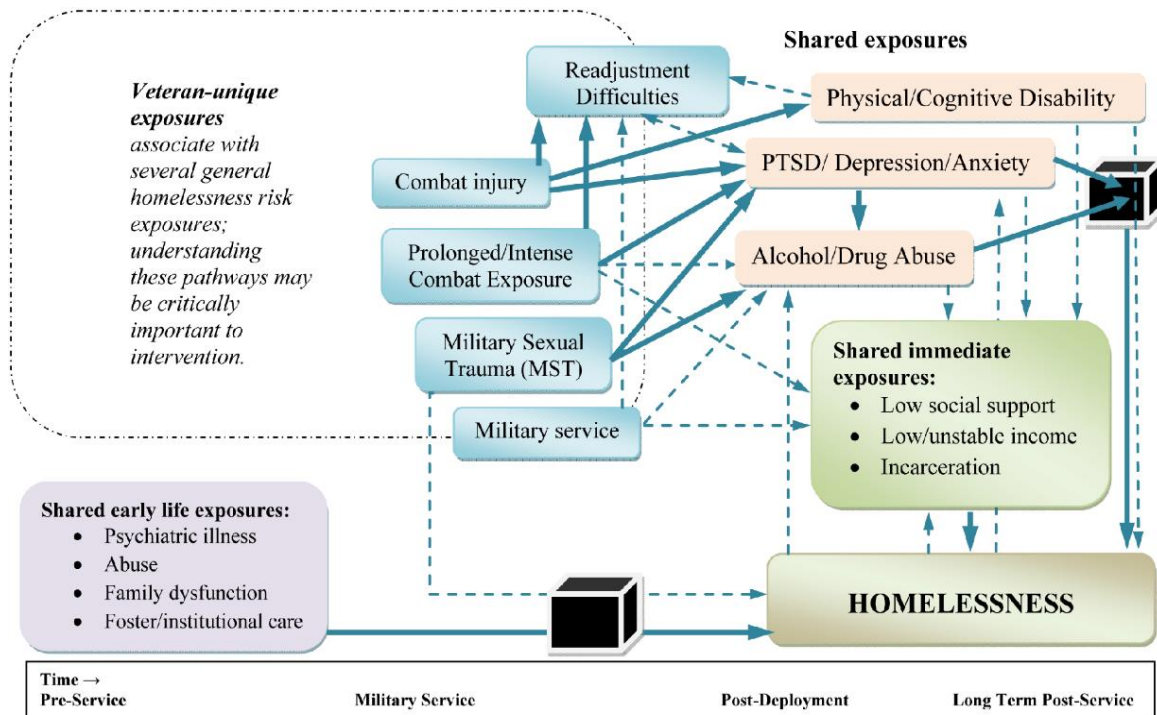 Veteran-unique
exposures
associate with
several general
homelessness risk
exposures;
understanding
these pathways may
be critically
important to
intervention.
Shared exposures
Readjustment
Difficulties
Physical/Cognitive Disability
Combat injury
PTSD/ Depression/Anxiety
Prolonged/Intense
Combat Exposure
Alcohol/Drug Abuse
Military Sexual
Trauma (MST)
Military service
Shared immediate
exposures:
• Low social support
• Low/unstable income
• Incarceration
Shared early life exposures:
• Psychiatric illness
• Abuse
• Family dysfunction
• Foster/institutional care
HOMELESSNESS
Time →
Pre-Service Military Service Post-Deployment Long Term Post-Service